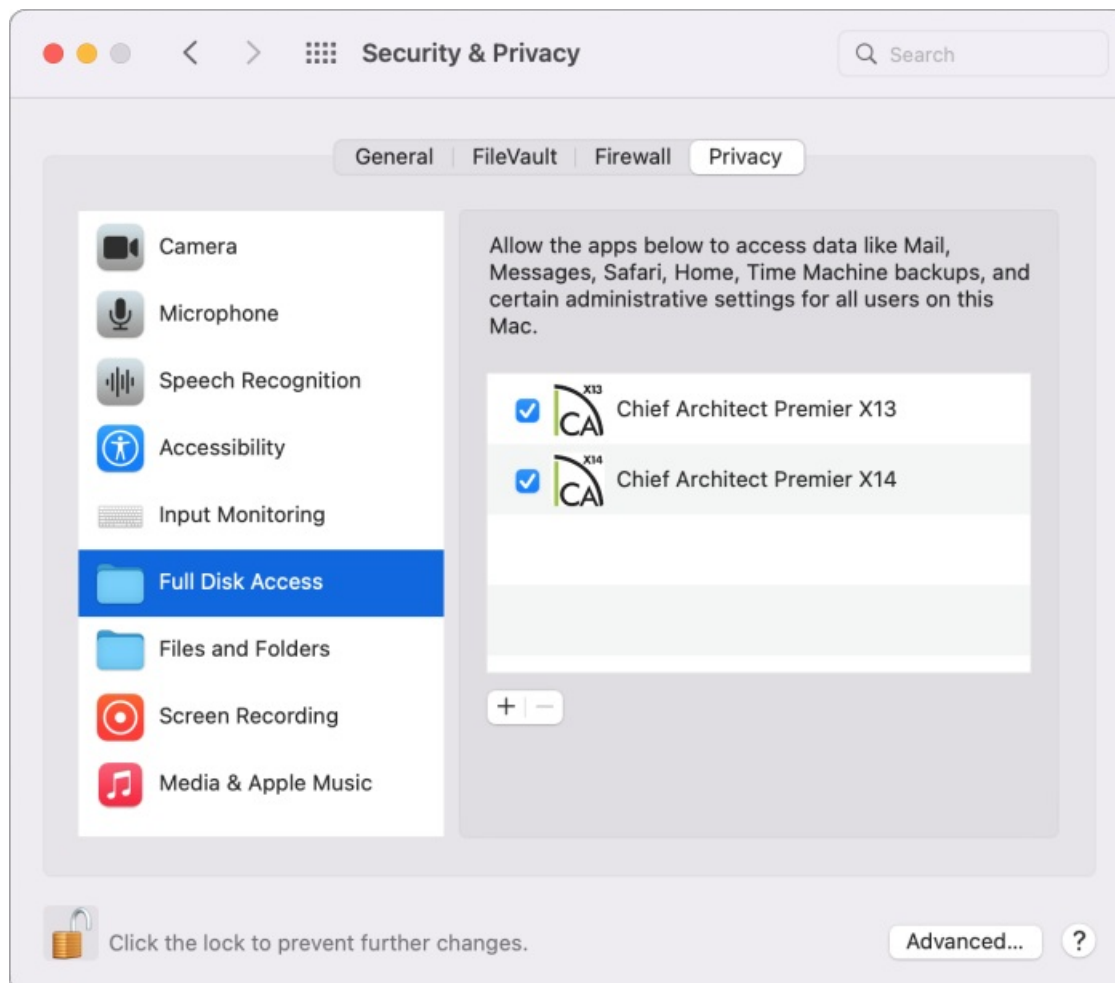 Security & Privacy
Search
General
FileVault
Firewall
Privacy
Camera
Microphone
Speech Recognition
Accessibility
Input Monitoring
Full Disk Access
Files and Folders
Screen Recording
Media & Apple Music
Allow the apps below to access data like Mail,
Messages, Safari, Home, Time Machine backups, and
certain administrative settings for all users on this
Mac.
X13
CA
Chief Architect Premier X13
X14
CA
Chief Architect Premier X14
+ −
Click the lock to prevent further changes.
Advanced...
?